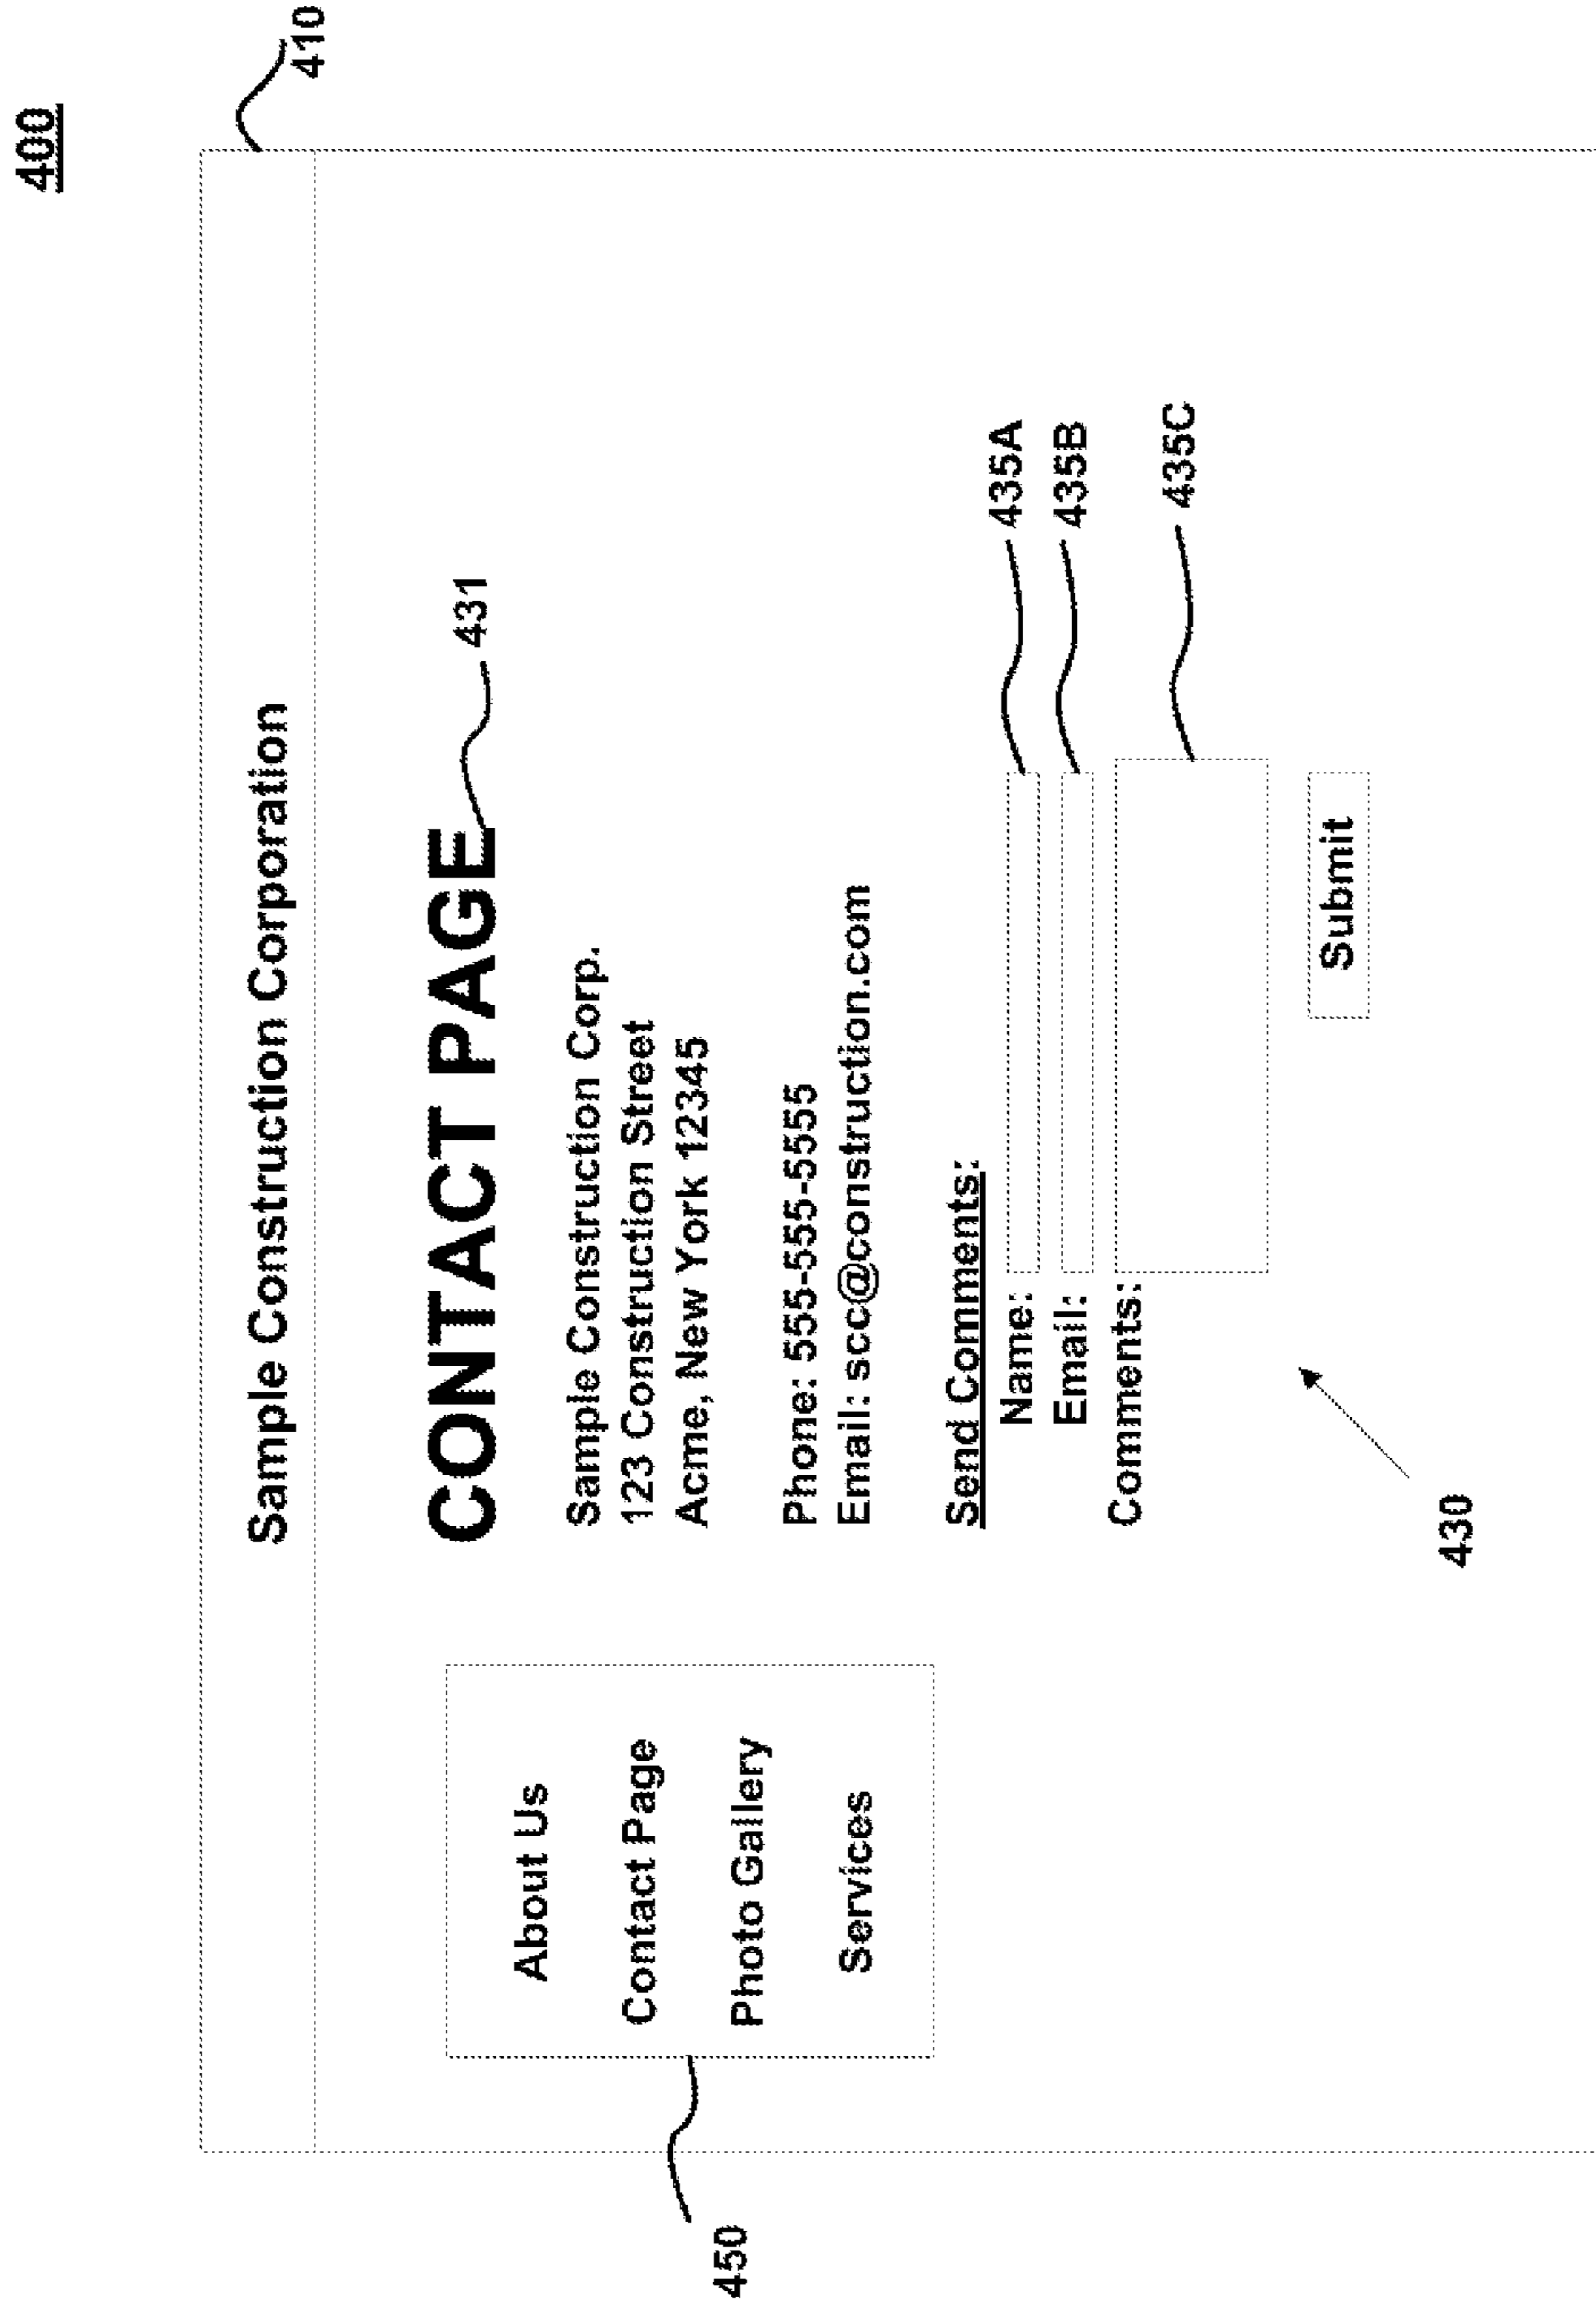 400
410
Sample Construction Corporation
CONTACT PAGE
431
About Us
Contact Page
Photo Gallery
Services
450
Sample Construction Corp.
123 Construction Street
Acme, New York 12345
Phone: 555-555-5555
Email: scc@construction.com
Send Comments:
Name:
435A
Email:
435B
Comments:
435C
Submit
430